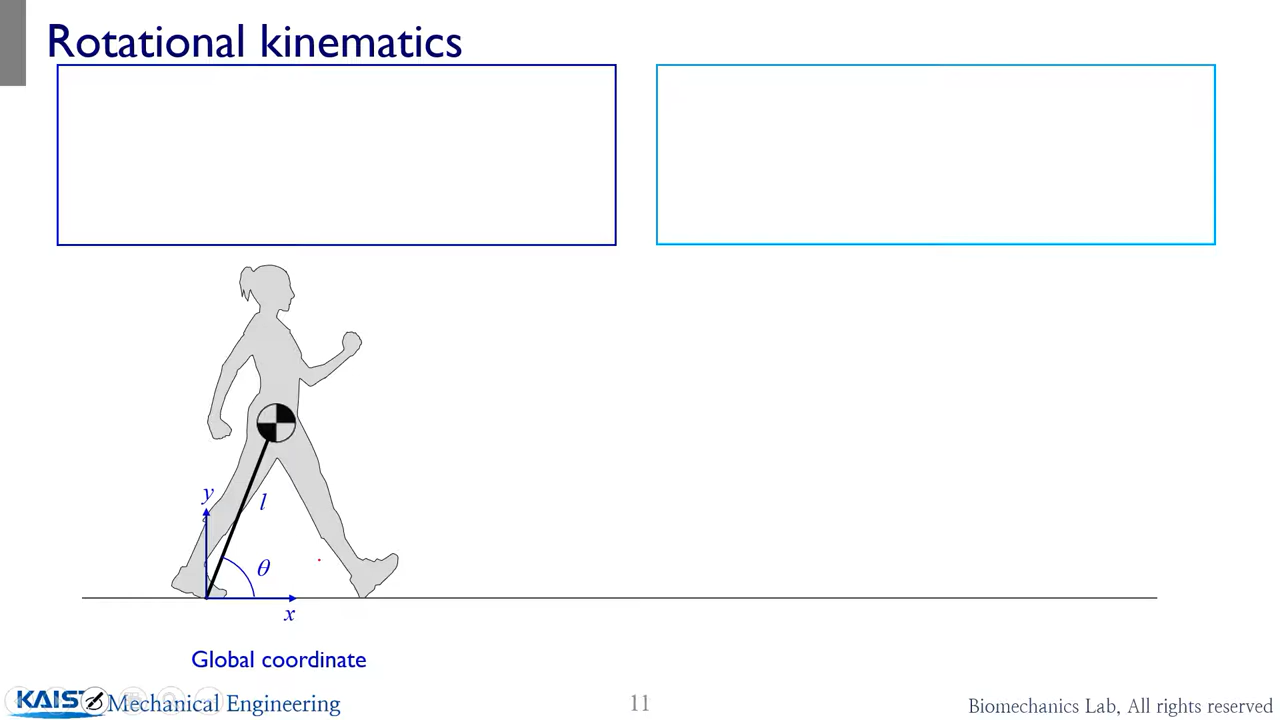 Rotational kinematics
y
l
θ
x
Global coordinate
KAIST Mechanical Engineering
11
Biomechanics Lab, All rights reserved